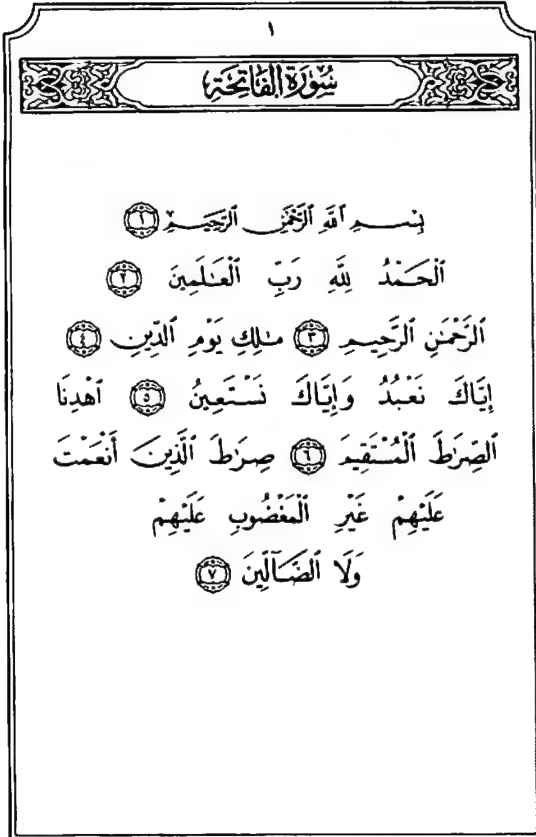 ١
سُورَةُ الفَاتِحَةِ
بِسْمِ ٱللَّهِ ٱلرَّحْمَٰنِ ٱلرَّحِيمِ ١
ٱلْحَمْدُ لِلَّهِ رَبِّ ٱلْعَٰلَمِينَ ٢
ٱلرَّحْمَٰنِ ٱلرَّحِيمِ ٣ مَٰلِكِ يَوْمِ ٱلدِّينِ ٤
إِيَّاكَ نَعْبُدُ وَإِيَّاكَ نَسْتَعِينُ ٥ ٱهْدِنَا
ٱلصِّرَٰطَ ٱلْمُسْتَقِيمَ ٦ صِرَٰطَ ٱلَّذِينَ أَنْعَمْتَ
عَلَيْهِمْ غَيْرِ ٱلْمَغْضُوبِ عَلَيْهِمْ
وَلَا ٱلضَّآلِّينَ ٧